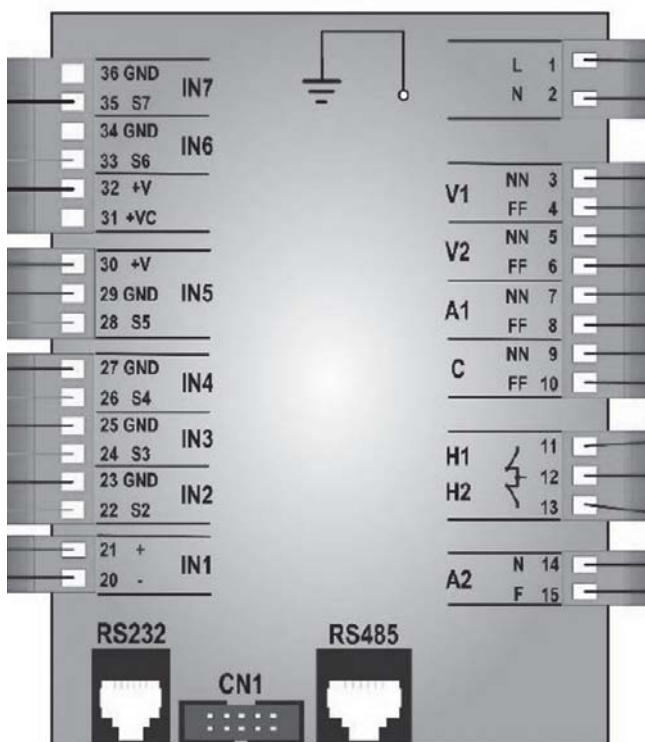 36 GND
35 S7
IN7
34 GND
33 S6
IN6
32 +V
31 +VC
30 +V
29 GND
28 S5
IN5
27 GND
26 S4
IN4
25 GND
24 S3
IN3
23 GND
22 S2
IN2
21 +
20 -
IN1
L 1
N 2
V1
NN 3
FF 4
V2
NN 5
FF 6
A1
NN 7
FF 8
C
NN 9
FF 10
H1
H2
11
12
13
A2
N 14
F 15
RS232
CN1
RS485